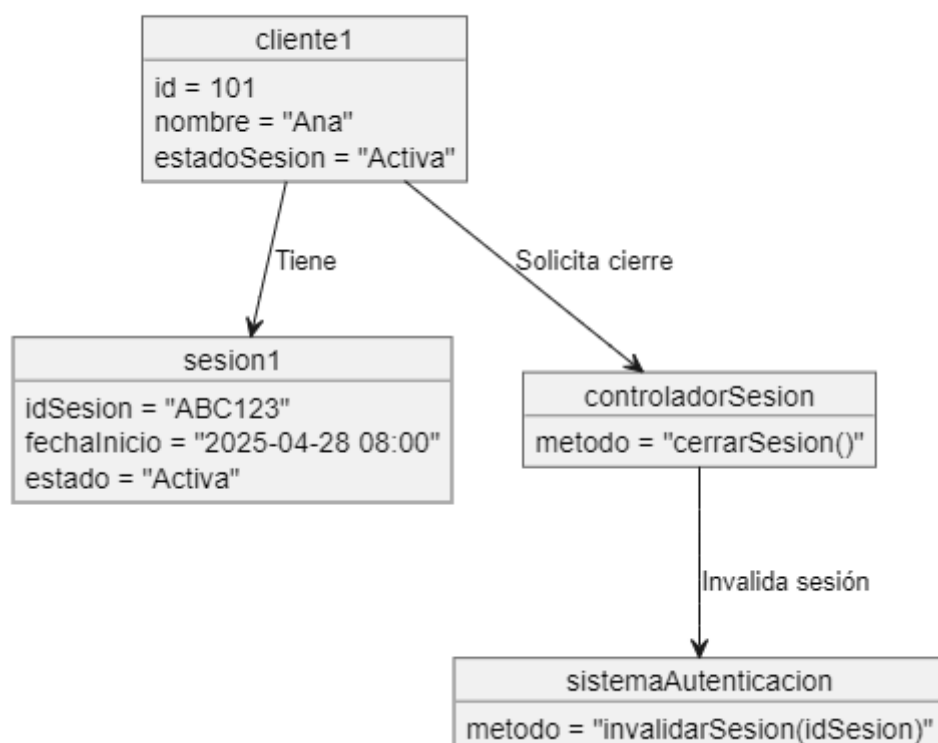 cliente1
id = 101
nombre = "Ana"
estadoSesion = "Activa"
Tiene
Solicita cierre
sesion1
idSesion = "ABC123"
fechaInicio = "2025-04-28 08:00"
estado = "Activa"
controladorSesion
metodo = "cerrarSesion()"
Invalida sesión
sistemaAutenticacion
metodo = "invalidarSesion(idSesion)"